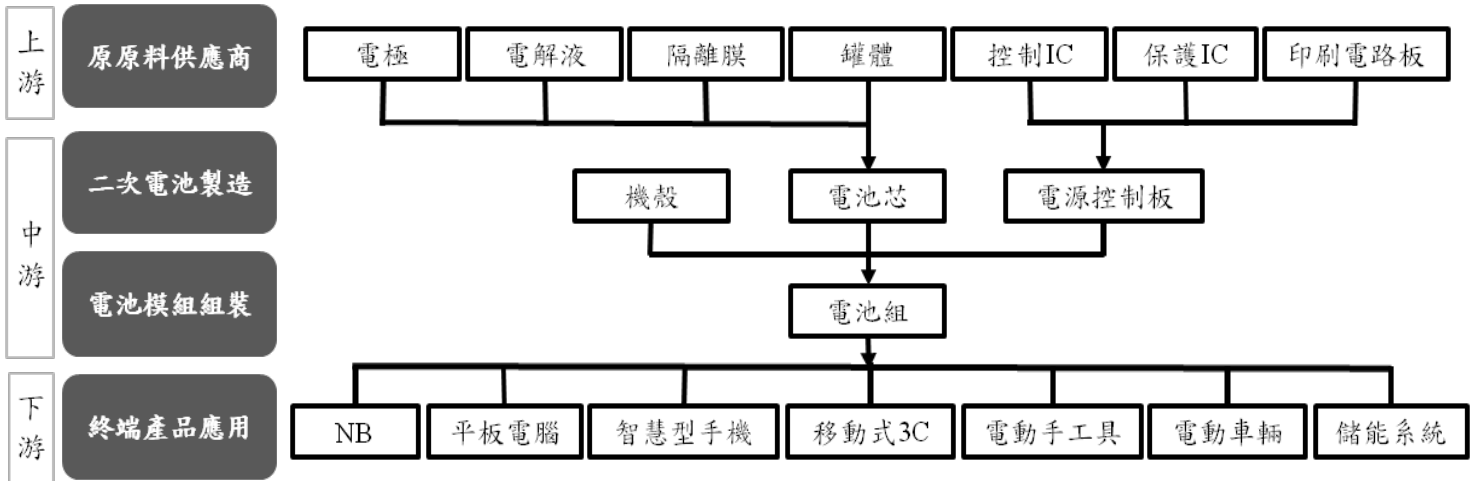 上游
原原料供應商
電極
電解液
隔離膜
罐體
控制IC
保護IC
印刷電路板
中游
二次電池製造
機殼
電池芯
電源控制板
電池模組組裝
電池組
下游
終端產品應用
NB
平板電腦
智慧型手機
移動式3C
電動手工具
電動車輛
儲能系統